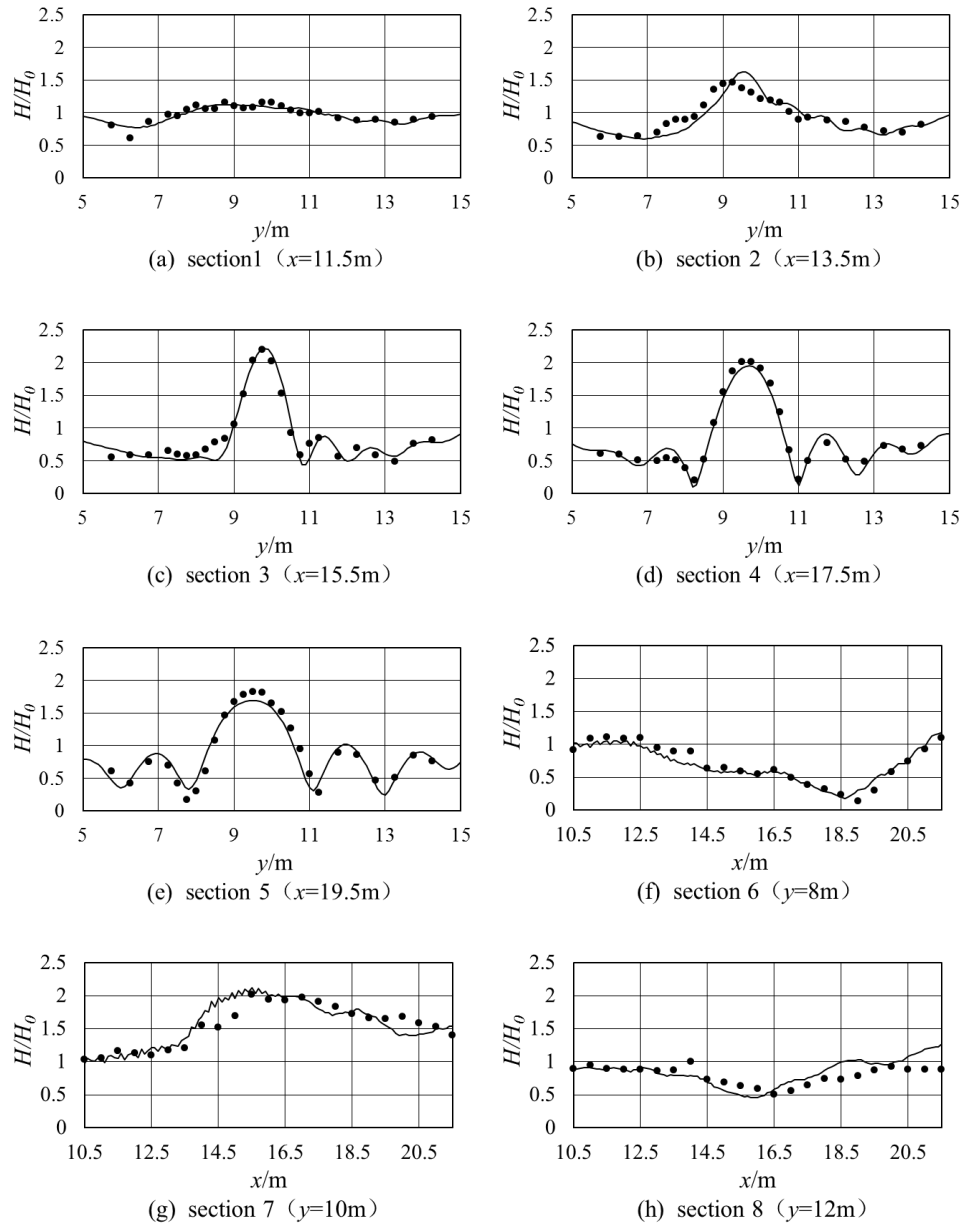 2.5
2
1.5
1
0.5
0
H/H0
5 7 9 11 13 15
y/m
(a) section1（x=11.5m）
2.5
2
1.5
1
0.5
0
H/H0
5 7 9 11 13 15
y/m
(b) section 2（x=13.5m）
2.5
2
1.5
1
0.5
0
H/H0
5 7 9 11 13 15
y/m
(c) section 3（x=15.5m）
2.5
2
1.5
1
0.5
0
H/H0
5 7 9 11 13 15
y/m
(d) section 4（x=17.5m）
2.5
2
1.5
1
0.5
0
H/H0
5 7 9 11 13 15
y/m
(e) section 5（x=19.5m）
2.5
2
1.5
1
0.5
0
H/H0
10.5 12.5 14.5 16.5 18.5 20.5
x/m
(f) section 6（y=8m）
2.5
2
1.5
1
0.5
0
H/H0
10.5 12.5 14.5 16.5 18.5 20.5
x/m
(g) section 7（y=10m）
2.5
2
1.5
1
0.5
0
H/H0
10.5 12.5 14.5 16.5 18.5 20.5
x/m
(h) section 8（y=12m）